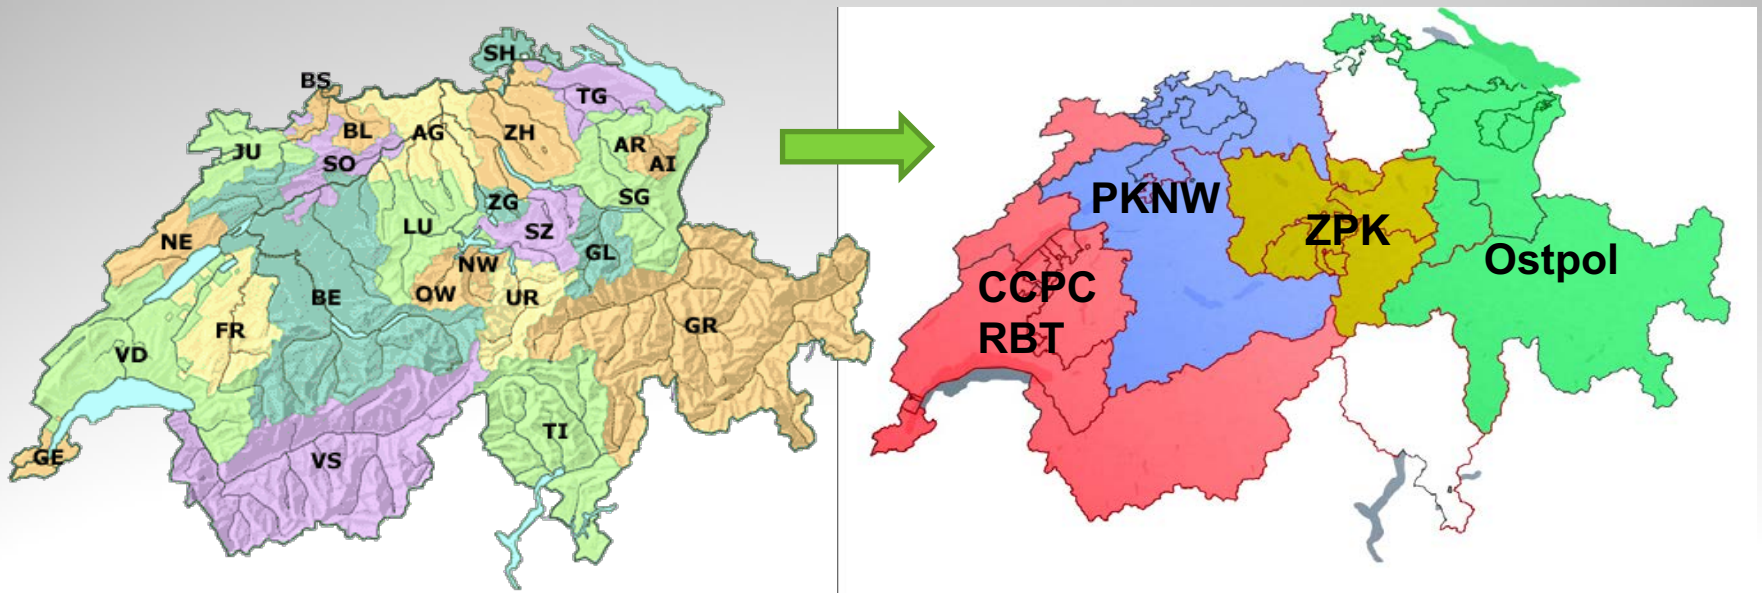 SH
BS
TG
BL
AG
ZH
AR
AI
JU
SO
ZG
SG
LU
SZ
NE
GL
NW
OW
UR
BE
FR
VD
GR
TI
GE
VS
PKNW
ZPK
Ostpol
CCPC
RBT